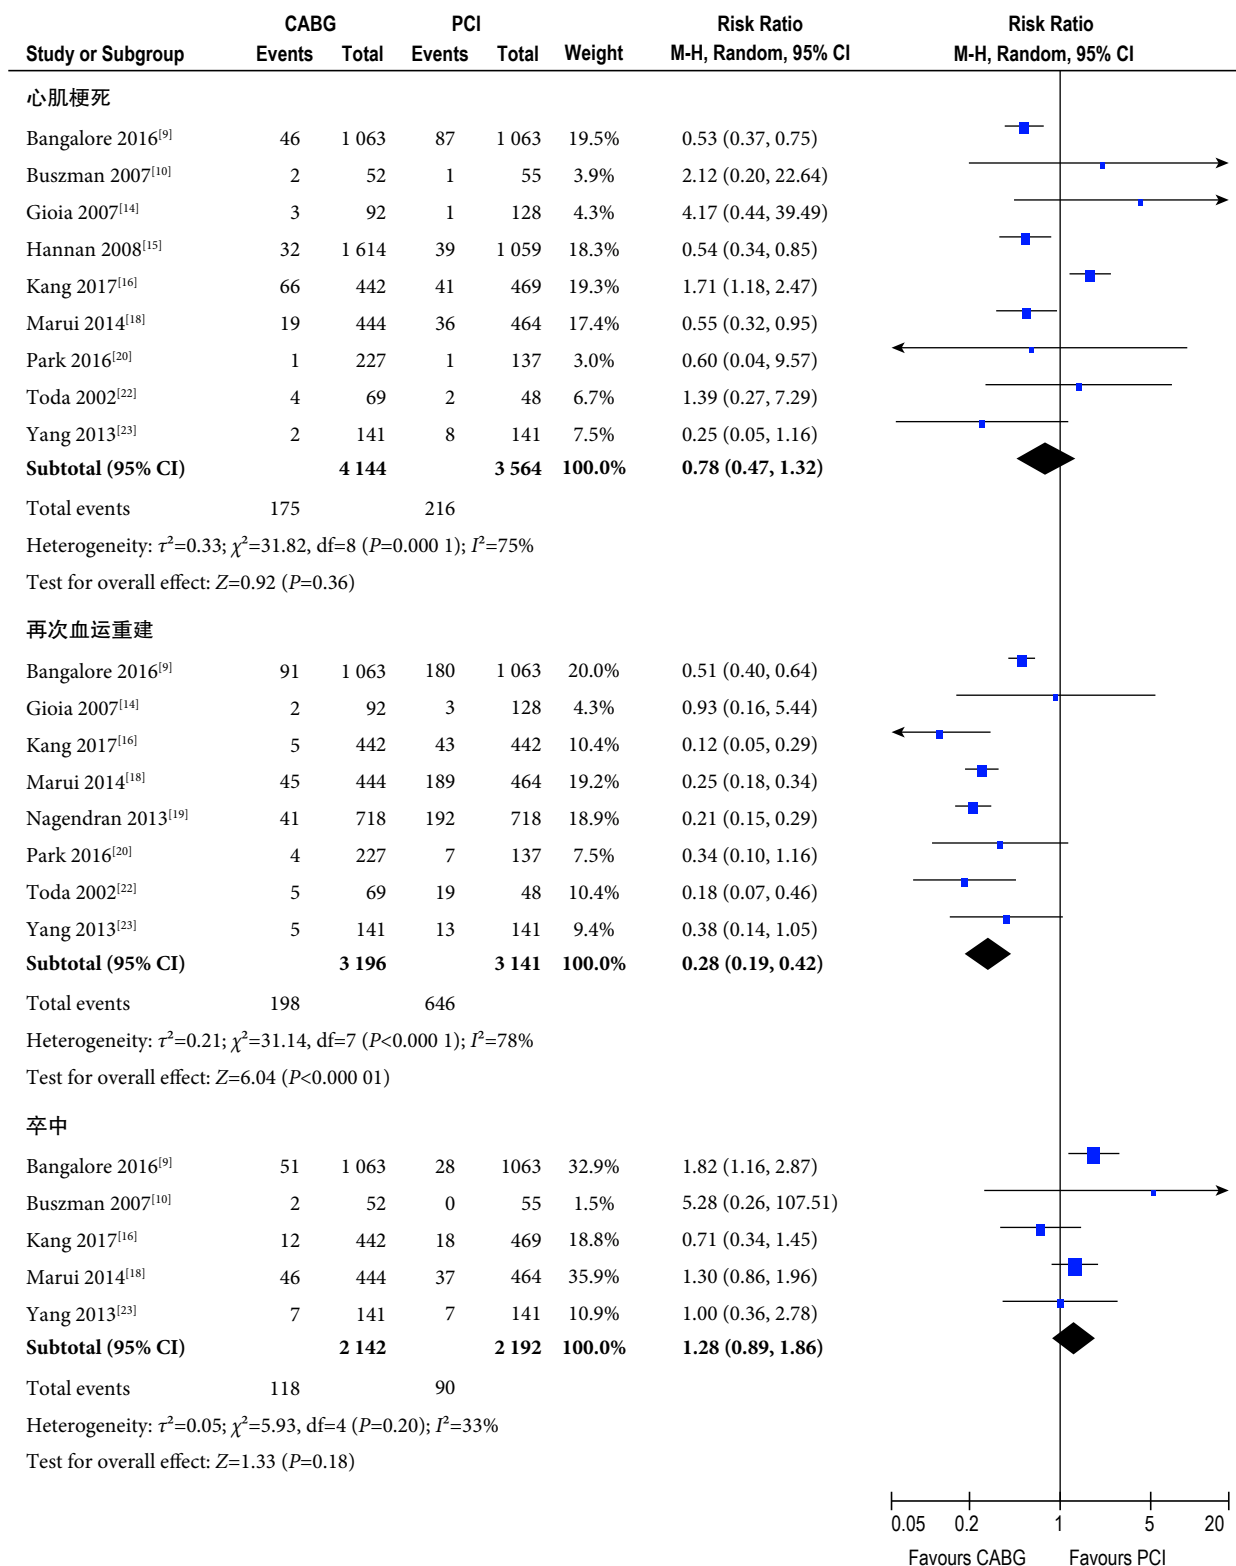 CABG PCI Risk Ratio Risk Ratio
Study or Subgroup Events Total Events Total Weight M-H, Random, 95% CI M-H, Random, 95% CI
心肌梗死
Bangalore 2016[9] 46 1 063 87 1 063 19.5% 0.53 (0.37, 0.75)
Buszman 2007[10] 2 52 1 55 3.9% 2.12 (0.20, 22.64)
Gioia 2007[14] 3 92 1 128 4.3% 4.17 (0.44, 39.49)
Hannan 2008[15] 32 1 614 39 1 059 18.3% 0.54 (0.34, 0.85)
Kang 2017[16] 66 442 41 469 19.3% 1.71 (1.18, 2.47)
Marui 2014[18] 19 444 36 464 17.4% 0.55 (0.32, 0.95)
Park 2016[20] 1 227 1 137 3.0% 0.60 (0.04, 9.57)
Toda 2002[22] 4 69 2 48 6.7% 1.39 (0.27, 7.29)
Yang 2013[23] 2 141 8 141 7.5% 0.25 (0.05, 1.16)
Subtotal (95% CI) 4 144 3 564 100.0% 0.78 (0.47, 1.32)
Total events 175 216
Heterogeneity: τ²=0.33; χ²=31.82, df=8 (P=0.000 1); I²=75%
Test for overall effect: Z=0.92 (P=0.36)
再次血运重建
Bangalore 2016[9] 91 1 063 180 1 063 20.0% 0.51 (0.40, 0.64)
Gioia 2007[14] 2 92 3 128 4.3% 0.93 (0.16, 5.44)
Kang 2017[16] 5 442 43 442 10.4% 0.12 (0.05, 0.29)
Marui 2014[18] 45 444 189 464 19.2% 0.25 (0.18, 0.34)
Nagendran 2013[19] 41 718 192 718 18.9% 0.21 (0.15, 0.29)
Park 2016[20] 4 227 7 137 7.5% 0.34 (0.10, 1.16)
Toda 2002[22] 5 69 19 48 10.4% 0.18 (0.07, 0.46)
Yang 2013[23] 5 141 13 141 9.4% 0.38 (0.14, 1.05)
Subtotal (95% CI) 3 196 3 141 100.0% 0.28 (0.19, 0.42)
Total events 198 646
Heterogeneity: τ²=0.21; χ²=31.14, df=7 (P<0.000 1); I²=78%
Test for overall effect: Z=6.04 (P<0.000 01)
卒中
Bangalore 2016[9] 51 1 063 28 1063 32.9% 1.82 (1.16, 2.87)
Buszman 2007[10] 2 52 0 55 1.5% 5.28 (0.26, 107.51)
Kang 2017[16] 12 442 18 469 18.8% 0.71 (0.34, 1.45)
Marui 2014[18] 46 444 37 464 35.9% 1.30 (0.86, 1.96)
Yang 2013[23] 7 141 7 141 10.9% 1.00 (0.36, 2.78)
Subtotal (95% CI) 2 142 2 192 100.0% 1.28 (0.89, 1.86)
Total events 118 90
Heterogeneity: τ²=0.05; χ²=5.93, df=4 (P=0.20); I²=33%
Test for overall effect: Z=1.33 (P=0.18)
0.05 0.2 1 5 20
Favours CABG Favours PCI